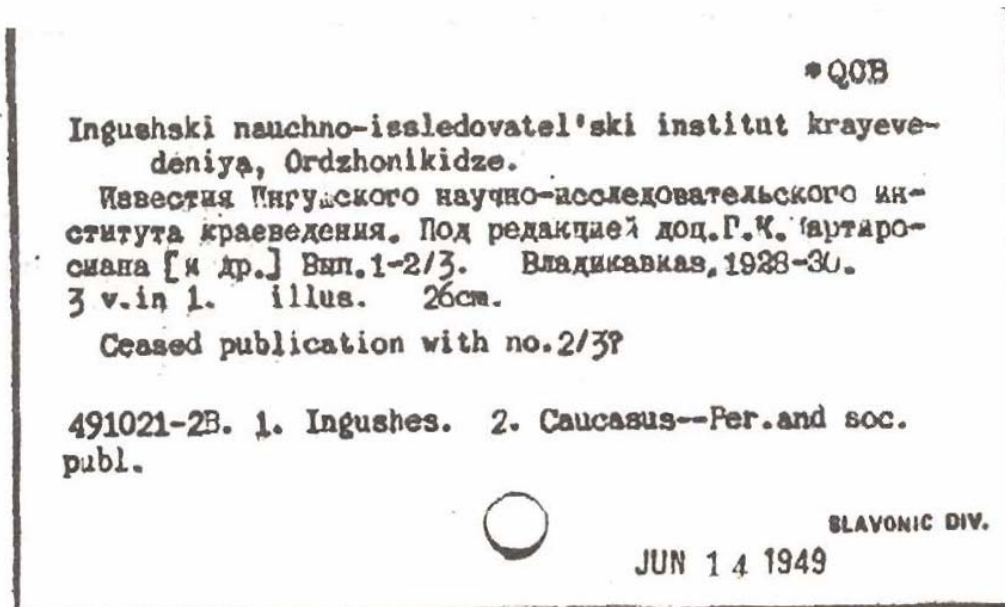 *QOB
Ingushski nauchno-issledovatel'ski institut krayeve-
deniya, Ordzhonikidze.
Известия Ингушского научно-исследовательского ин-
ститута краеведения. Под редакцией доц.Г.К.
сиана [и др.] Вып.1-2/3. Владикавказ,1928-30.
3 v.in 1. illus. 26cm.
Ceased publication with no.2/3?
491021-2B. 1. Ingushes. 2. Caucasus--Per.and soc.
publ.
SLAVONIC DIV.
JUN 14 1949